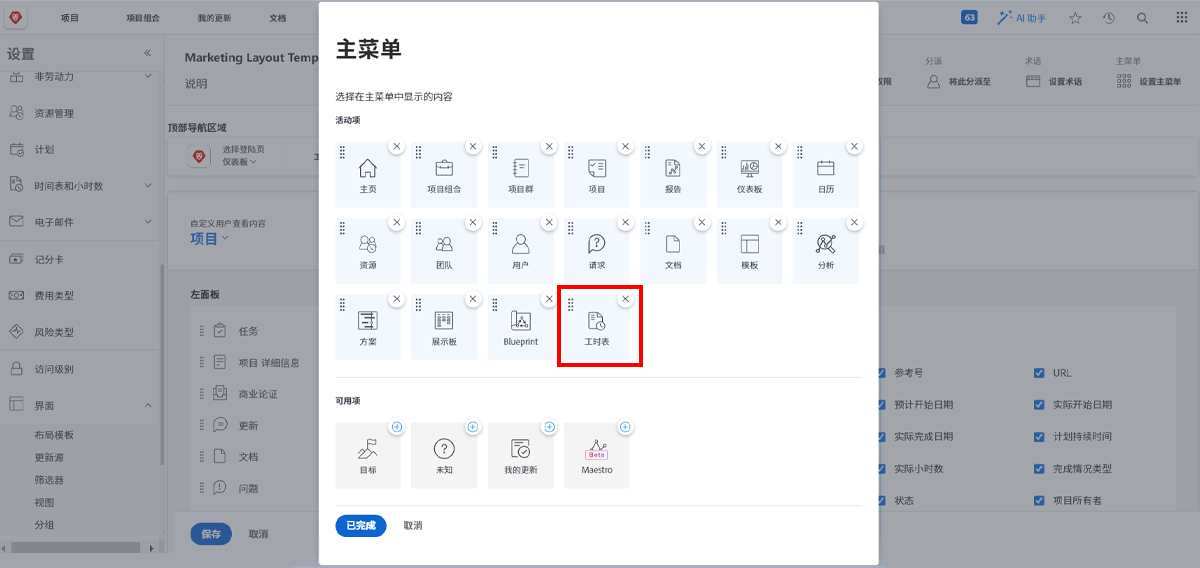 项目 项目组合 我的更新 文档 63 AI 助手
设置
非劳动力
资源管理
计划
时间表和小时数
电子邮件
记分卡
费用类型
风险类型
访问级别
界面
布局模板
更新源
筛选器
视图
分组
Marketing Layout Temp
说明
分派
将此分派至
术语
设置术语
主菜单
设置主菜单
顶部导航区域
选择登陆页
仪表板
自定义用户查看内容
项目
左面板
任务
项目 详细信息
商业论证
更新
文档
问题
保存 取消
主菜单
选择在主菜单中显示的内容
活动项
主页 项目组合 项目群 项目 报告 仪表板 日历
资源 团队 用户 请求 文档 模板 分析
方案 展示板 Blueprint 工时表
可用项
目标 未知 我的更新 Beta Maestro
已完成 取消
参考号 URL
预计开始日期 实际开始日期
实际完成日期 计划持续时间
实际小时数 完成情况类型
状态 项目所有者